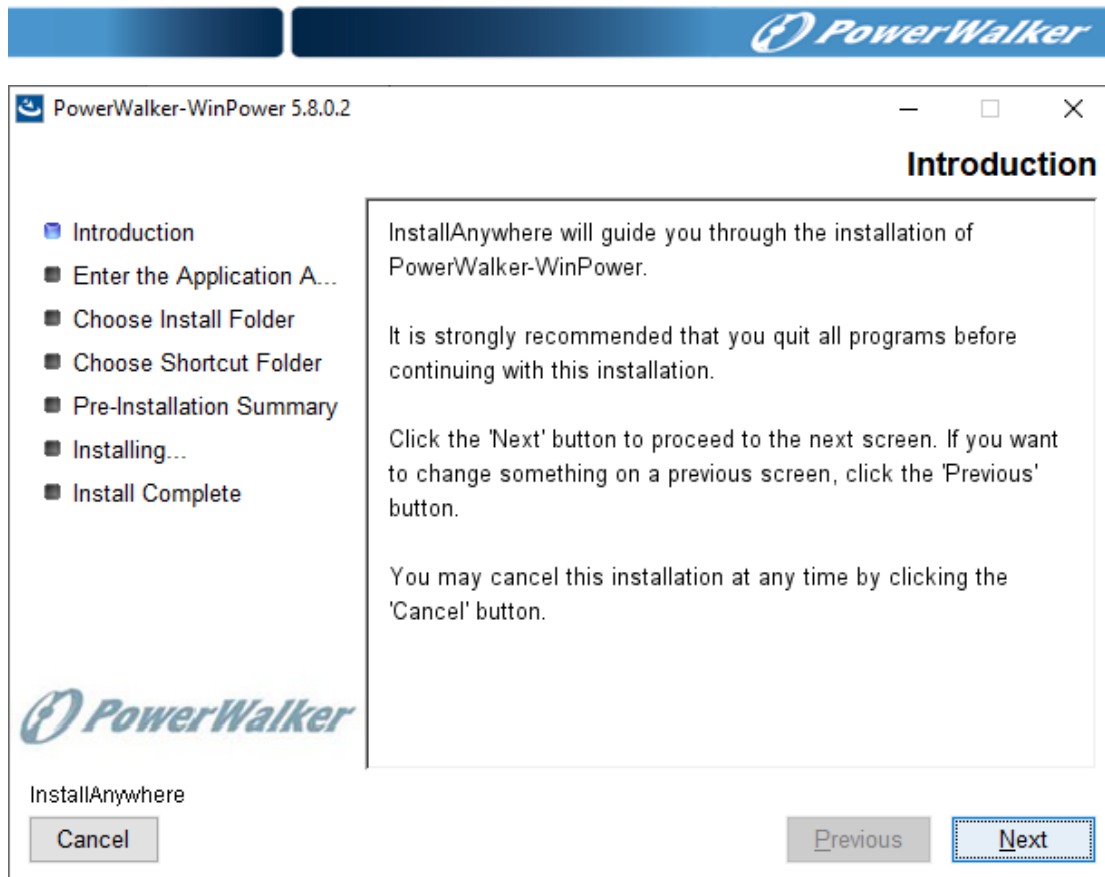 PowerWalker
PowerWalker-WinPower 5.8.0.2
Introduction
Introduction
Enter the Application A...
Choose Install Folder
Choose Shortcut Folder
Pre-Installation Summary
Installing...
Install Complete
InstallAnywhere will guide you through the installation of
PowerWalker-WinPower.
It is strongly recommended that you quit all programs before
continuing with this installation.
Click the 'Next' button to proceed to the next screen. If you want
to change something on a previous screen, click the 'Previous'
button.
You may cancel this installation at any time by clicking the
'Cancel' button.
PowerWalker
InstallAnywhere
Cancel
Previous
Next